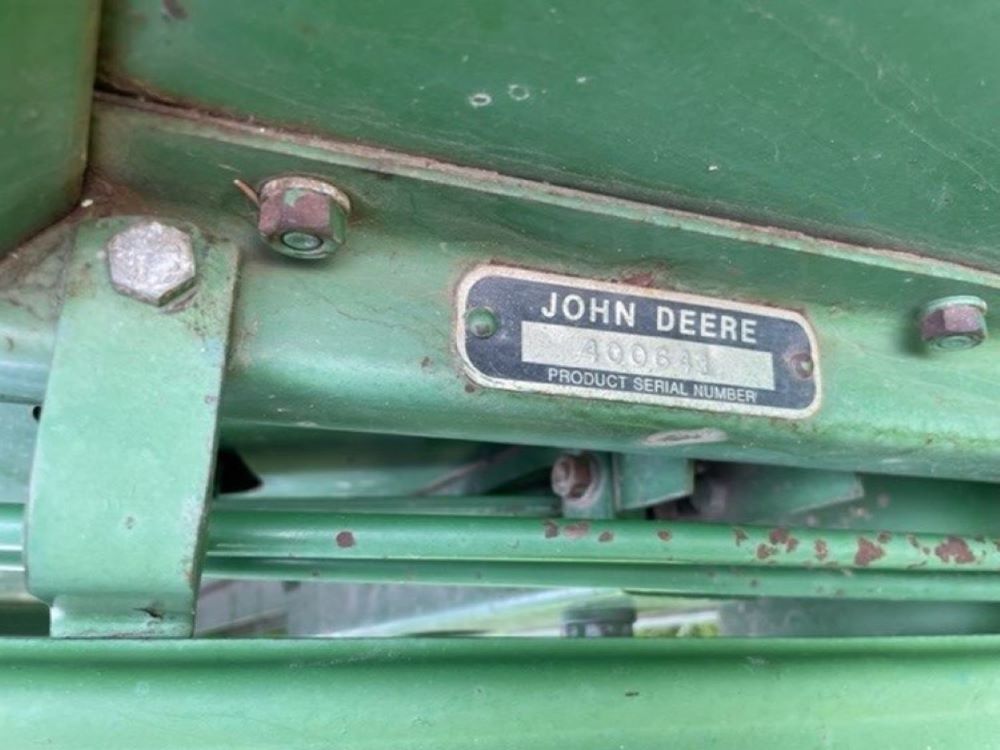 JOHN DEERE
400641
PRODUCT SERIAL NUMBER